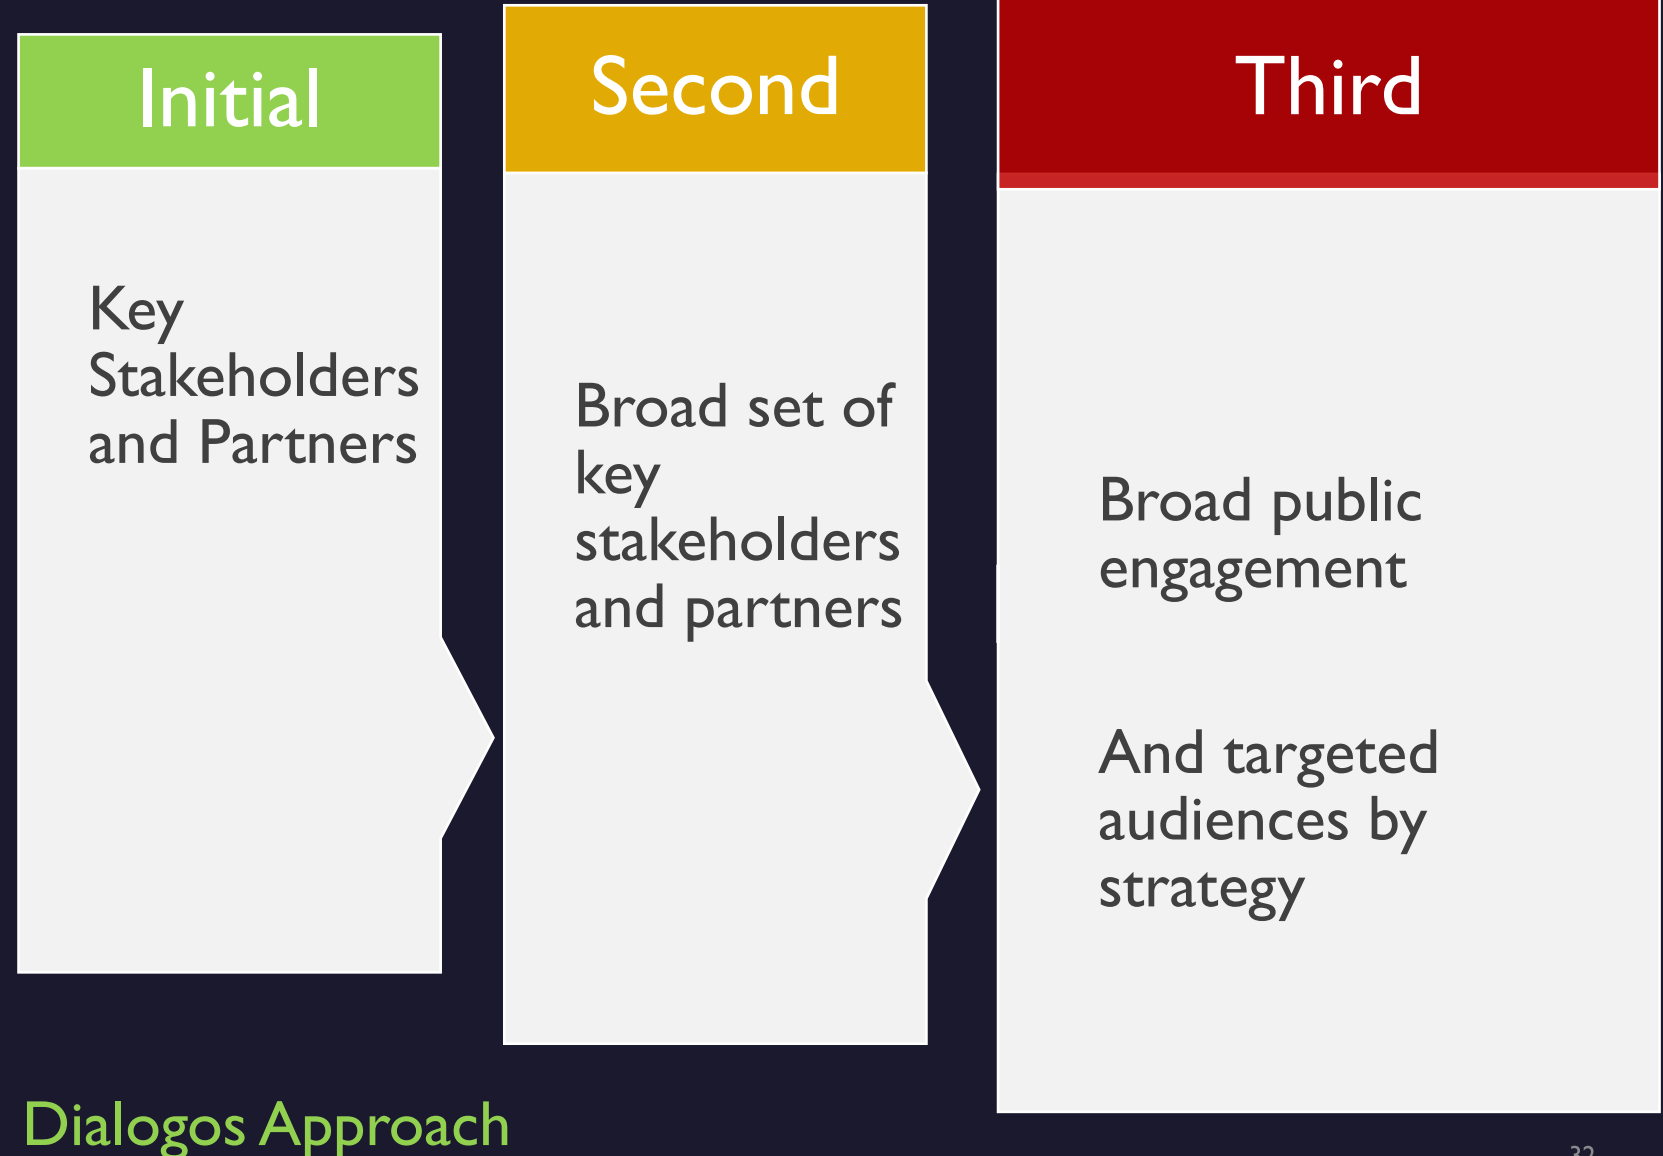 Initial
Key
Stakeholders
and Partners
Second
Broad set of
key
stakeholders
and partners
Third
Broad public
engagement
And targeted
audiences by
strategy
Dialogos Approach
32